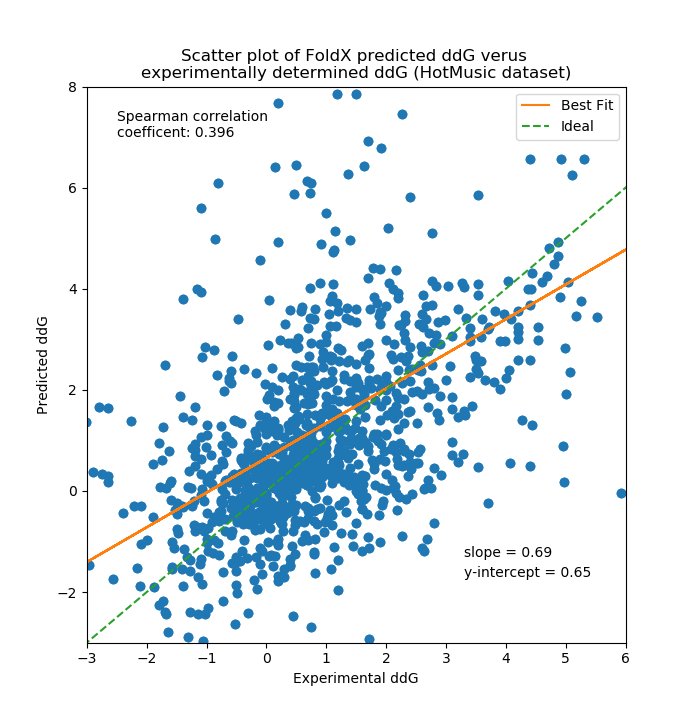 Scatter plot of FoldX predicted ddG verus
experimentally determined ddG (HotMusic dataset)
Spearman correlation
coefficent: 0.396
Best Fit
Ideal
8
6
4
2
0
−2
Predicted ddG
slope = 0.69
y-intercept = 0.65
−3 −2 −1 0 1 2 3 4 5 6
Experimental ddG